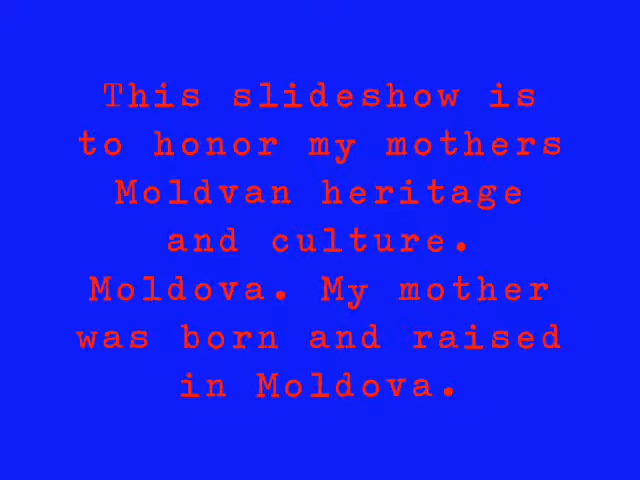 This slideshow is
to honor my mothers
Moldvan heritage
and culture.
Moldova. My mother
was born and raised
in Moldova.